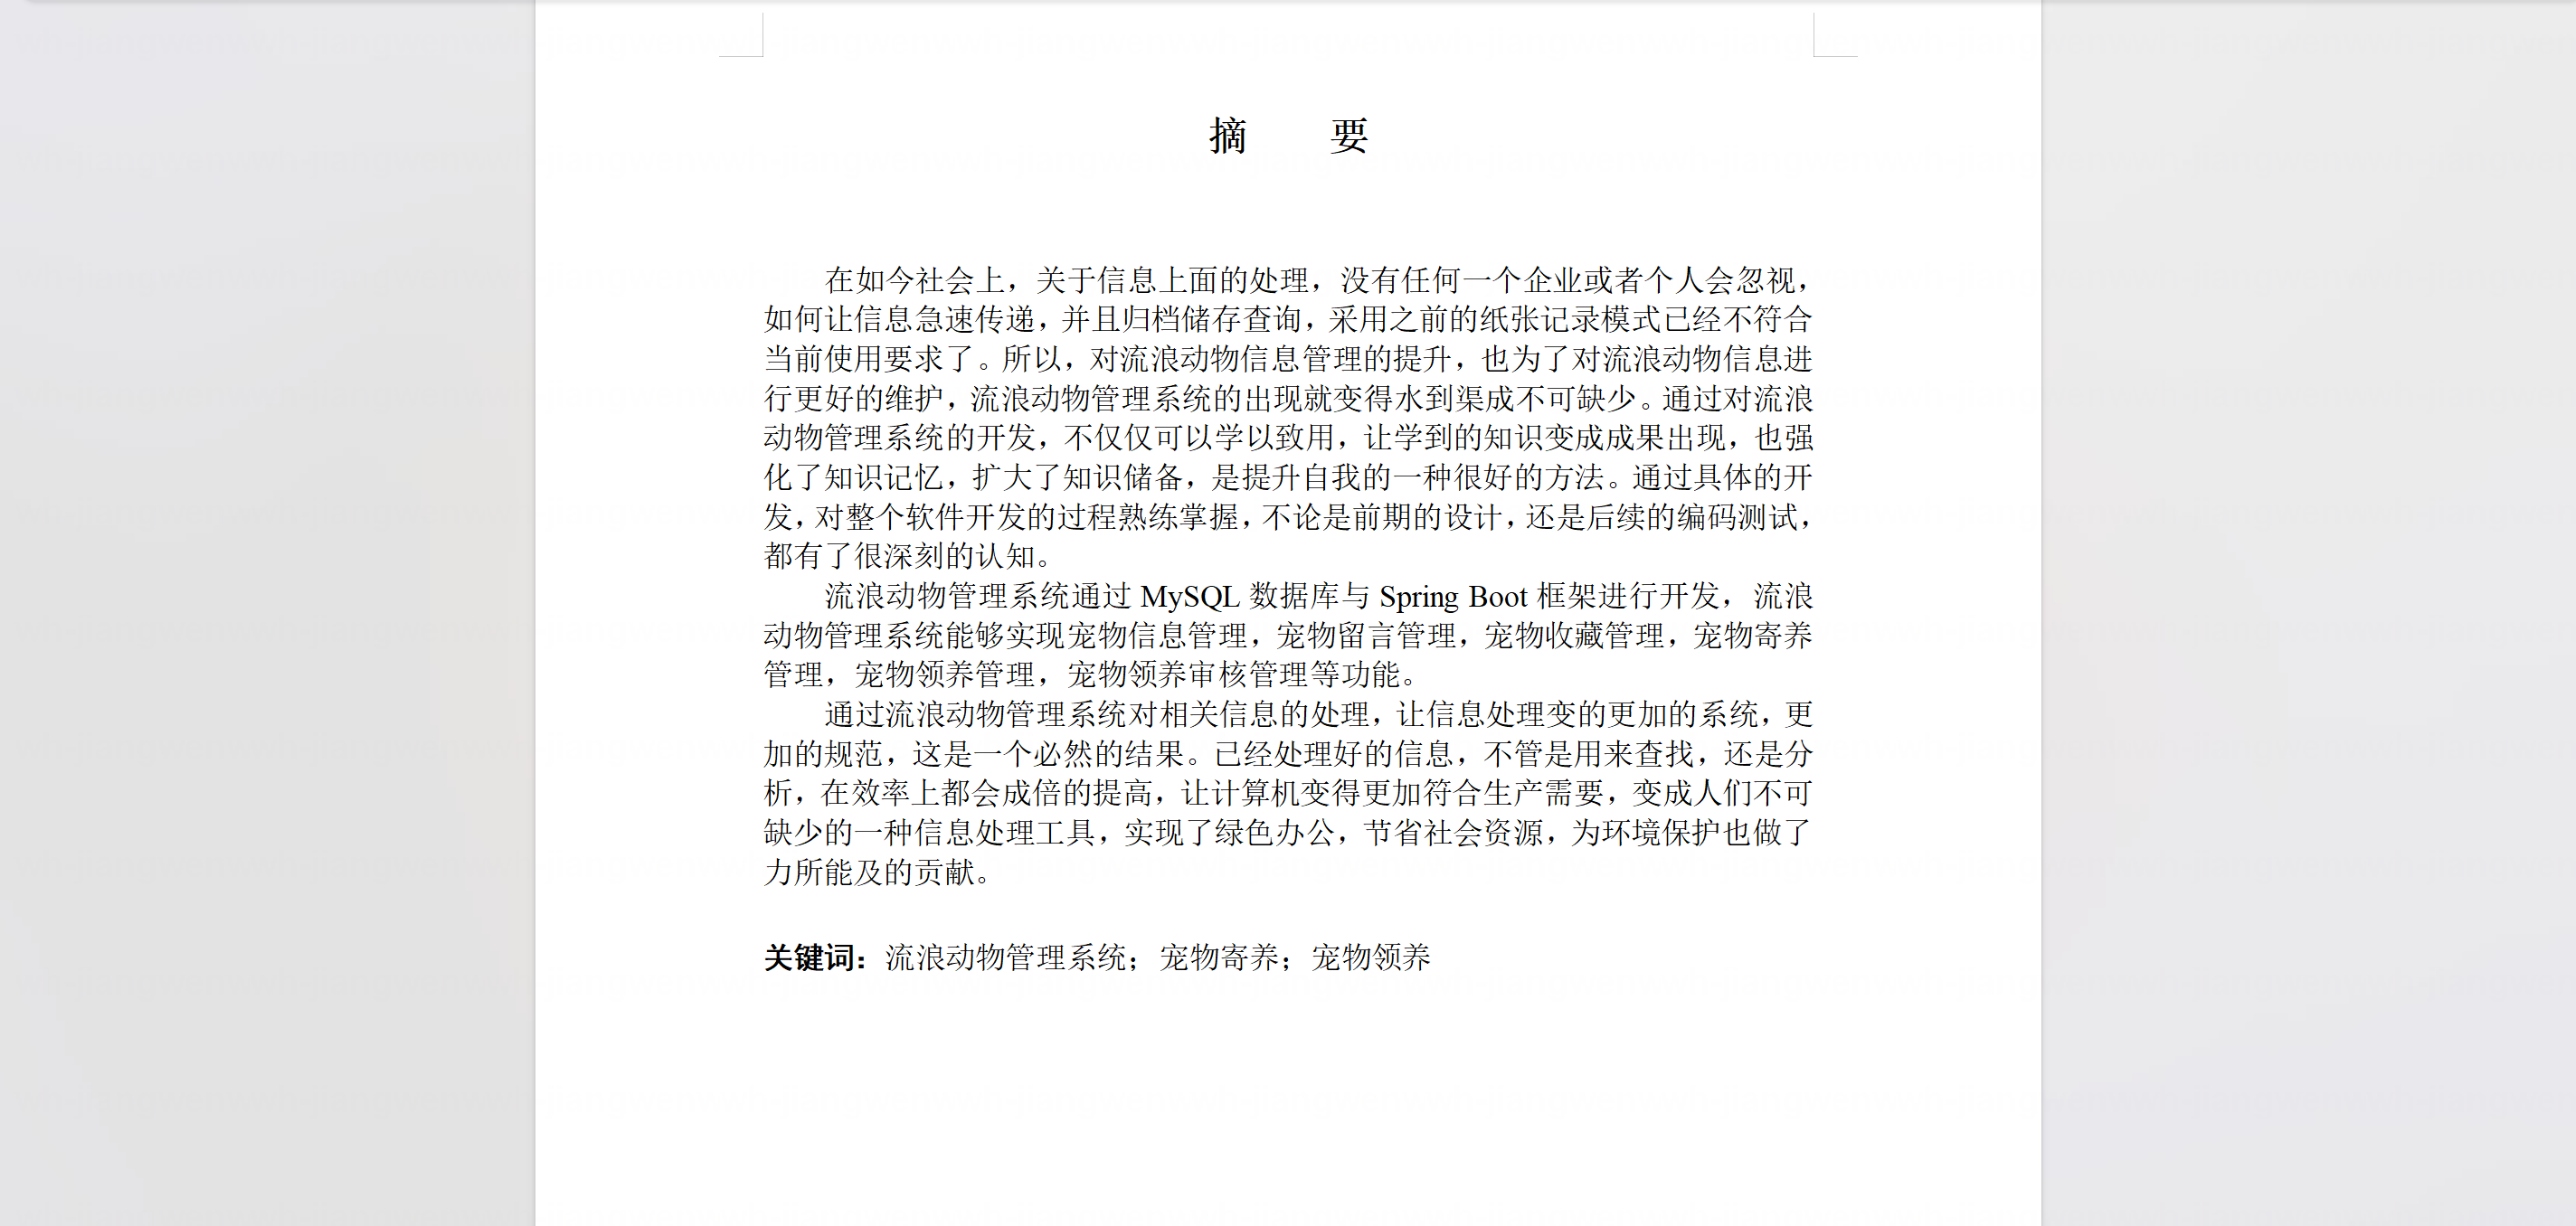 摘 要
在如今社会上，关于信息上面的处理，没有任何一个企业或者个人会忽视，
如何让信息急速传递，并且归档储存查询，采用之前的纸张记录模式已经不符合
当前使用要求了。所以，对流浪动物信息管理的提升，也为了对流浪动物信息进
行更好的维护，流浪动物管理系统的出现就变得水到渠成不可缺少。通过对流浪
动物管理系统的开发，不仅仅可以学以致用，让学到的知识变成成果出现，也强
化了知识记忆，扩大了知识储备，是提升自我的一种很好的方法。通过具体的开
发，对整个软件开发的过程熟练掌握，不论是前期的设计，还是后续的编码测试，
都有了很深刻的认知。
流浪动物管理系统通过 MySQL 数据库与 Spring Boot 框架进行开发，流浪
动物管理系统能够实现宠物信息管理，宠物留言管理，宠物收藏管理，宠物寄养
管理，宠物领养管理，宠物领养审核管理等功能。
通过流浪动物管理系统对相关信息的处理，让信息处理变的更加的系统，更
加的规范，这是一个必然的结果。已经处理好的信息，不管是用来查找，还是分
析，在效率上都会成倍的提高，让计算机变得更加符合生产需要，变成人们不可
缺少的一种信息处理工具，实现了绿色办公，节省社会资源，为环境保护也做了
力所能及的贡献。
关键词：流浪动物管理系统；宠物寄养；宠物领养